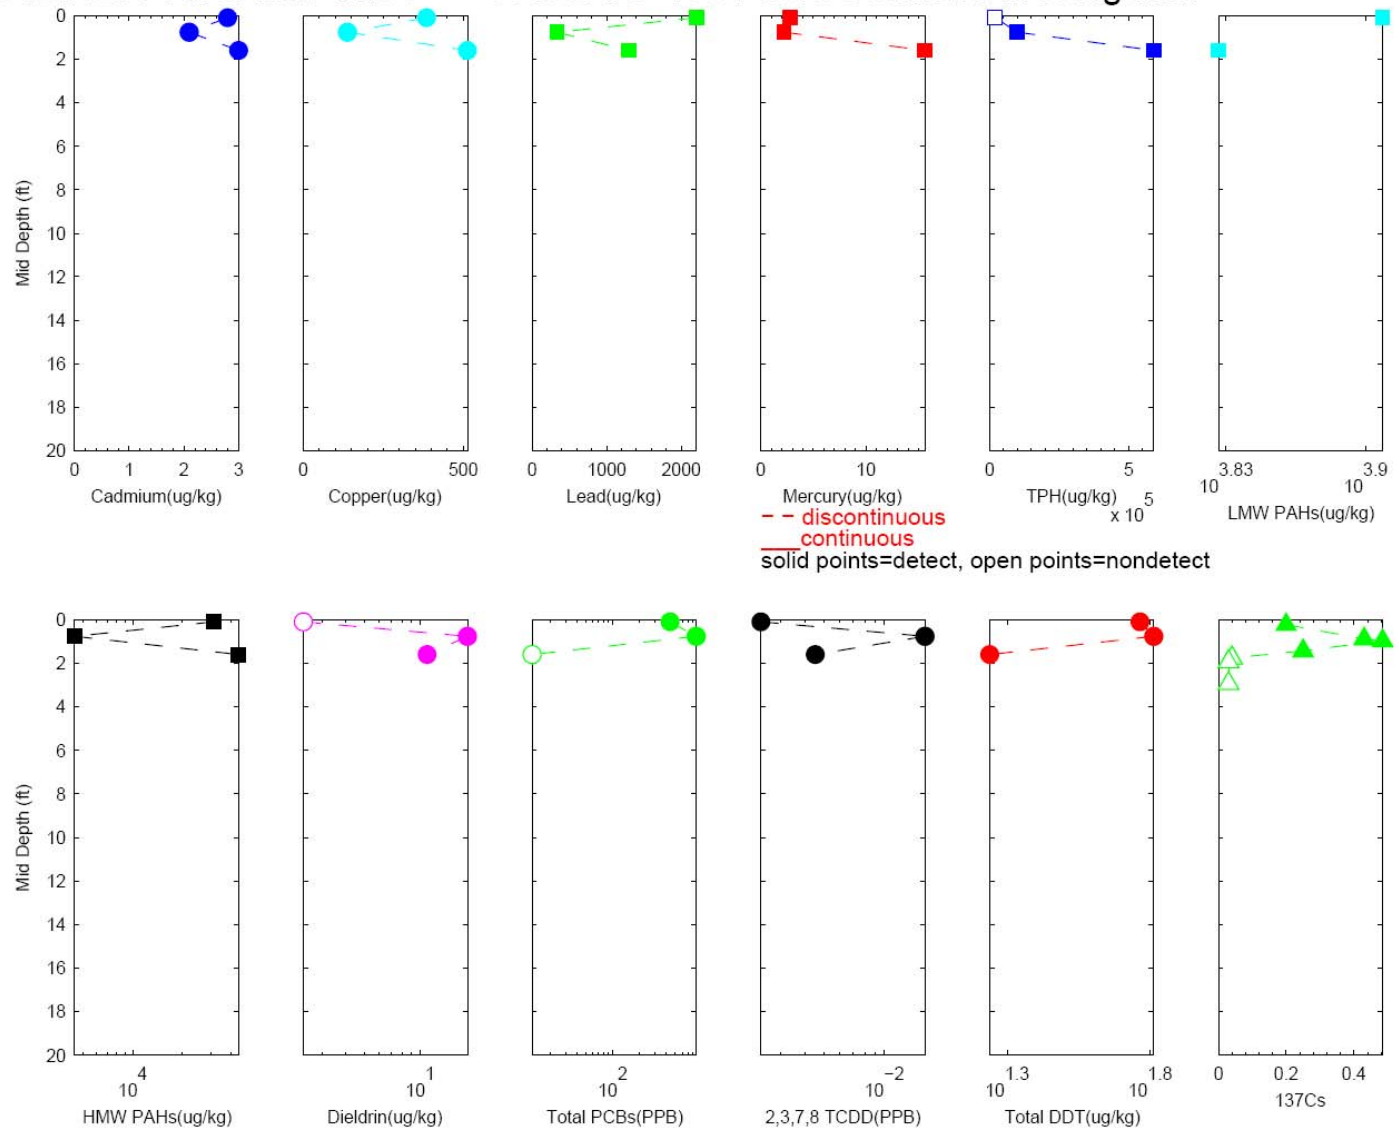 0
2
4
6
8
10
12
14
16
18
20
Mid Depth (ft)
0 1 2 3
Cadmium(ug/kg)
0 500
Copper(ug/kg)
0 1000 2000
Lead(ug/kg)
0 10
Mercury(ug/kg)
0 5
TPH(ug/kg)
x 10^5
10^3.83 10^3.9
LMW PAHs(ug/kg)
discontinuous
continuous
solid points=detect, open points=nondetect
0
2
4
6
8
10
12
14
16
18
20
Mid Depth (ft)
10^4
HMW PAHs(ug/kg)
10^1
Dieldrin(ug/kg)
10^2
Total PCBs(PPB)
10^−2
2,3,7,8 TCDD(PPB)
10^1.3 10^1.8
Total DDT(ug/kg)
0 0.2 0.4
137Cs